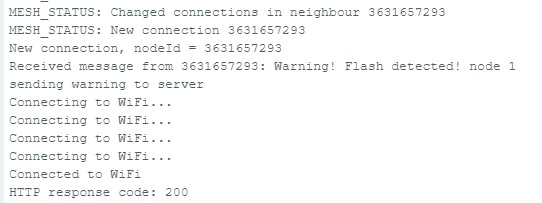 MESH_STATUS: Changed connections in neighbour 3631657293
MESH_STATUS: New connection 3631657293
New connection, nodeId = 3631657293
Received message from 3631657293: Warning! Flash detected! node 1
sending warning to server
Connecting to WiFi...
Connecting to WiFi...
Connecting to WiFi...
Connecting to WiFi...
Connected to WiFi
HTTP response code: 200